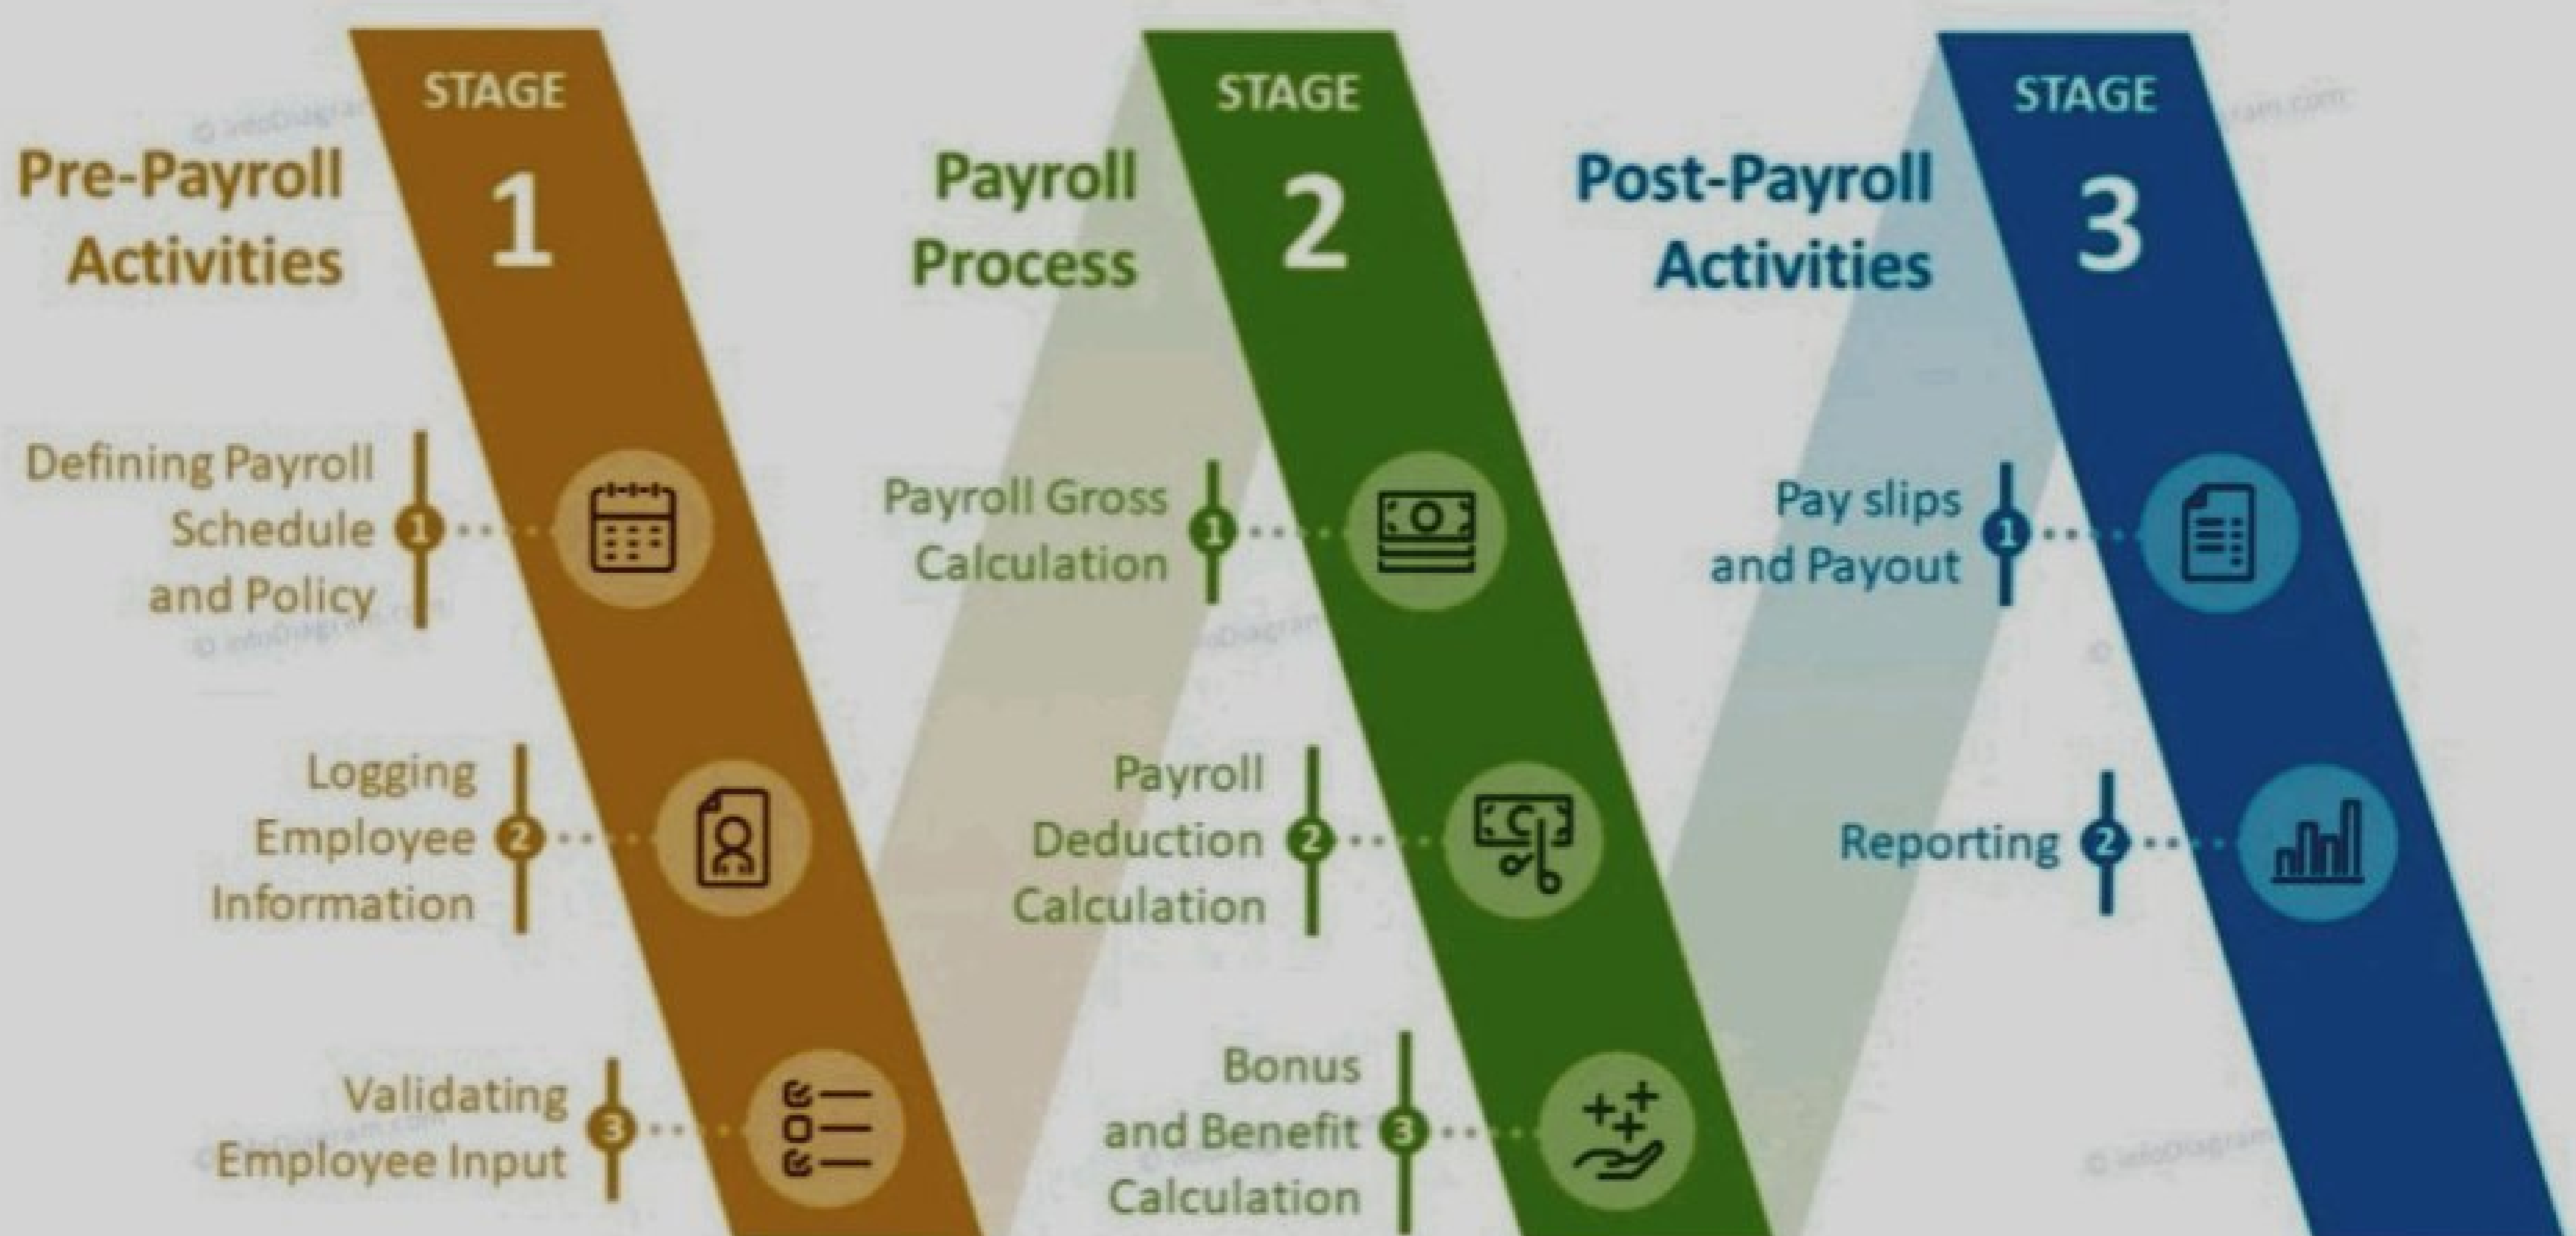 STAGE
1
Pre-Payroll
Activities
Defining Payroll
Schedule
and Policy
1
Logging
Employee
Information
2
Validating
Employee Input
3
STAGE
2
Payroll
Process
Payroll Gross
Calculation
1
Payroll
Deduction
Calculation
2
Bonus
and Benefit
Calculation
3
STAGE
3
Post-Payroll
Activities
Pay slips
and Payout
1
Reporting
2
© infoDiagram.com